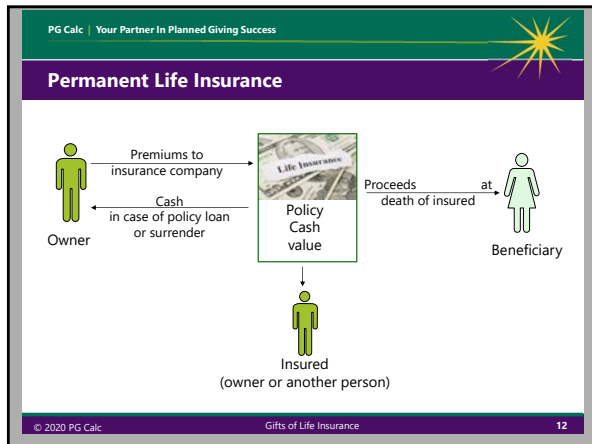 PG Calc | Your Partner In Planned Giving Success
Permanent Life Insurance
Premiums to
insurance company
Cash
in case of policy loan
or surrender
Owner
Life Insurance
Policy
Cash
value
Proceeds at
death of insured
Beneficiary
Insured
(owner or another person)
© 2020 PG Calc
Gifts of Life Insurance
12